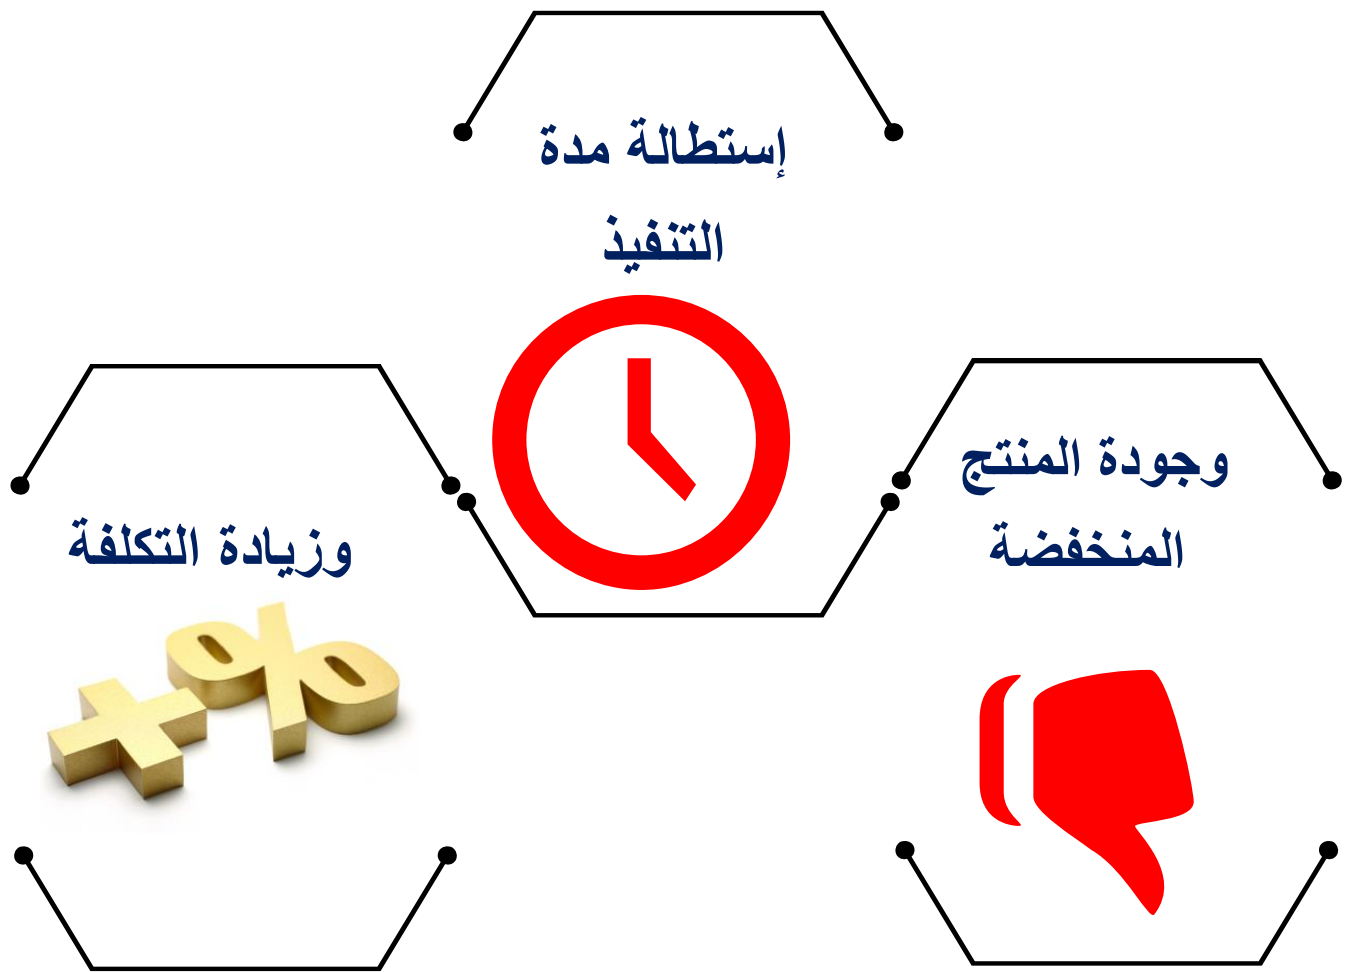 إستطالة مدة
التنفيذ
وجودة المنتج
المنخفضة
وزيادة التكلفة
+%